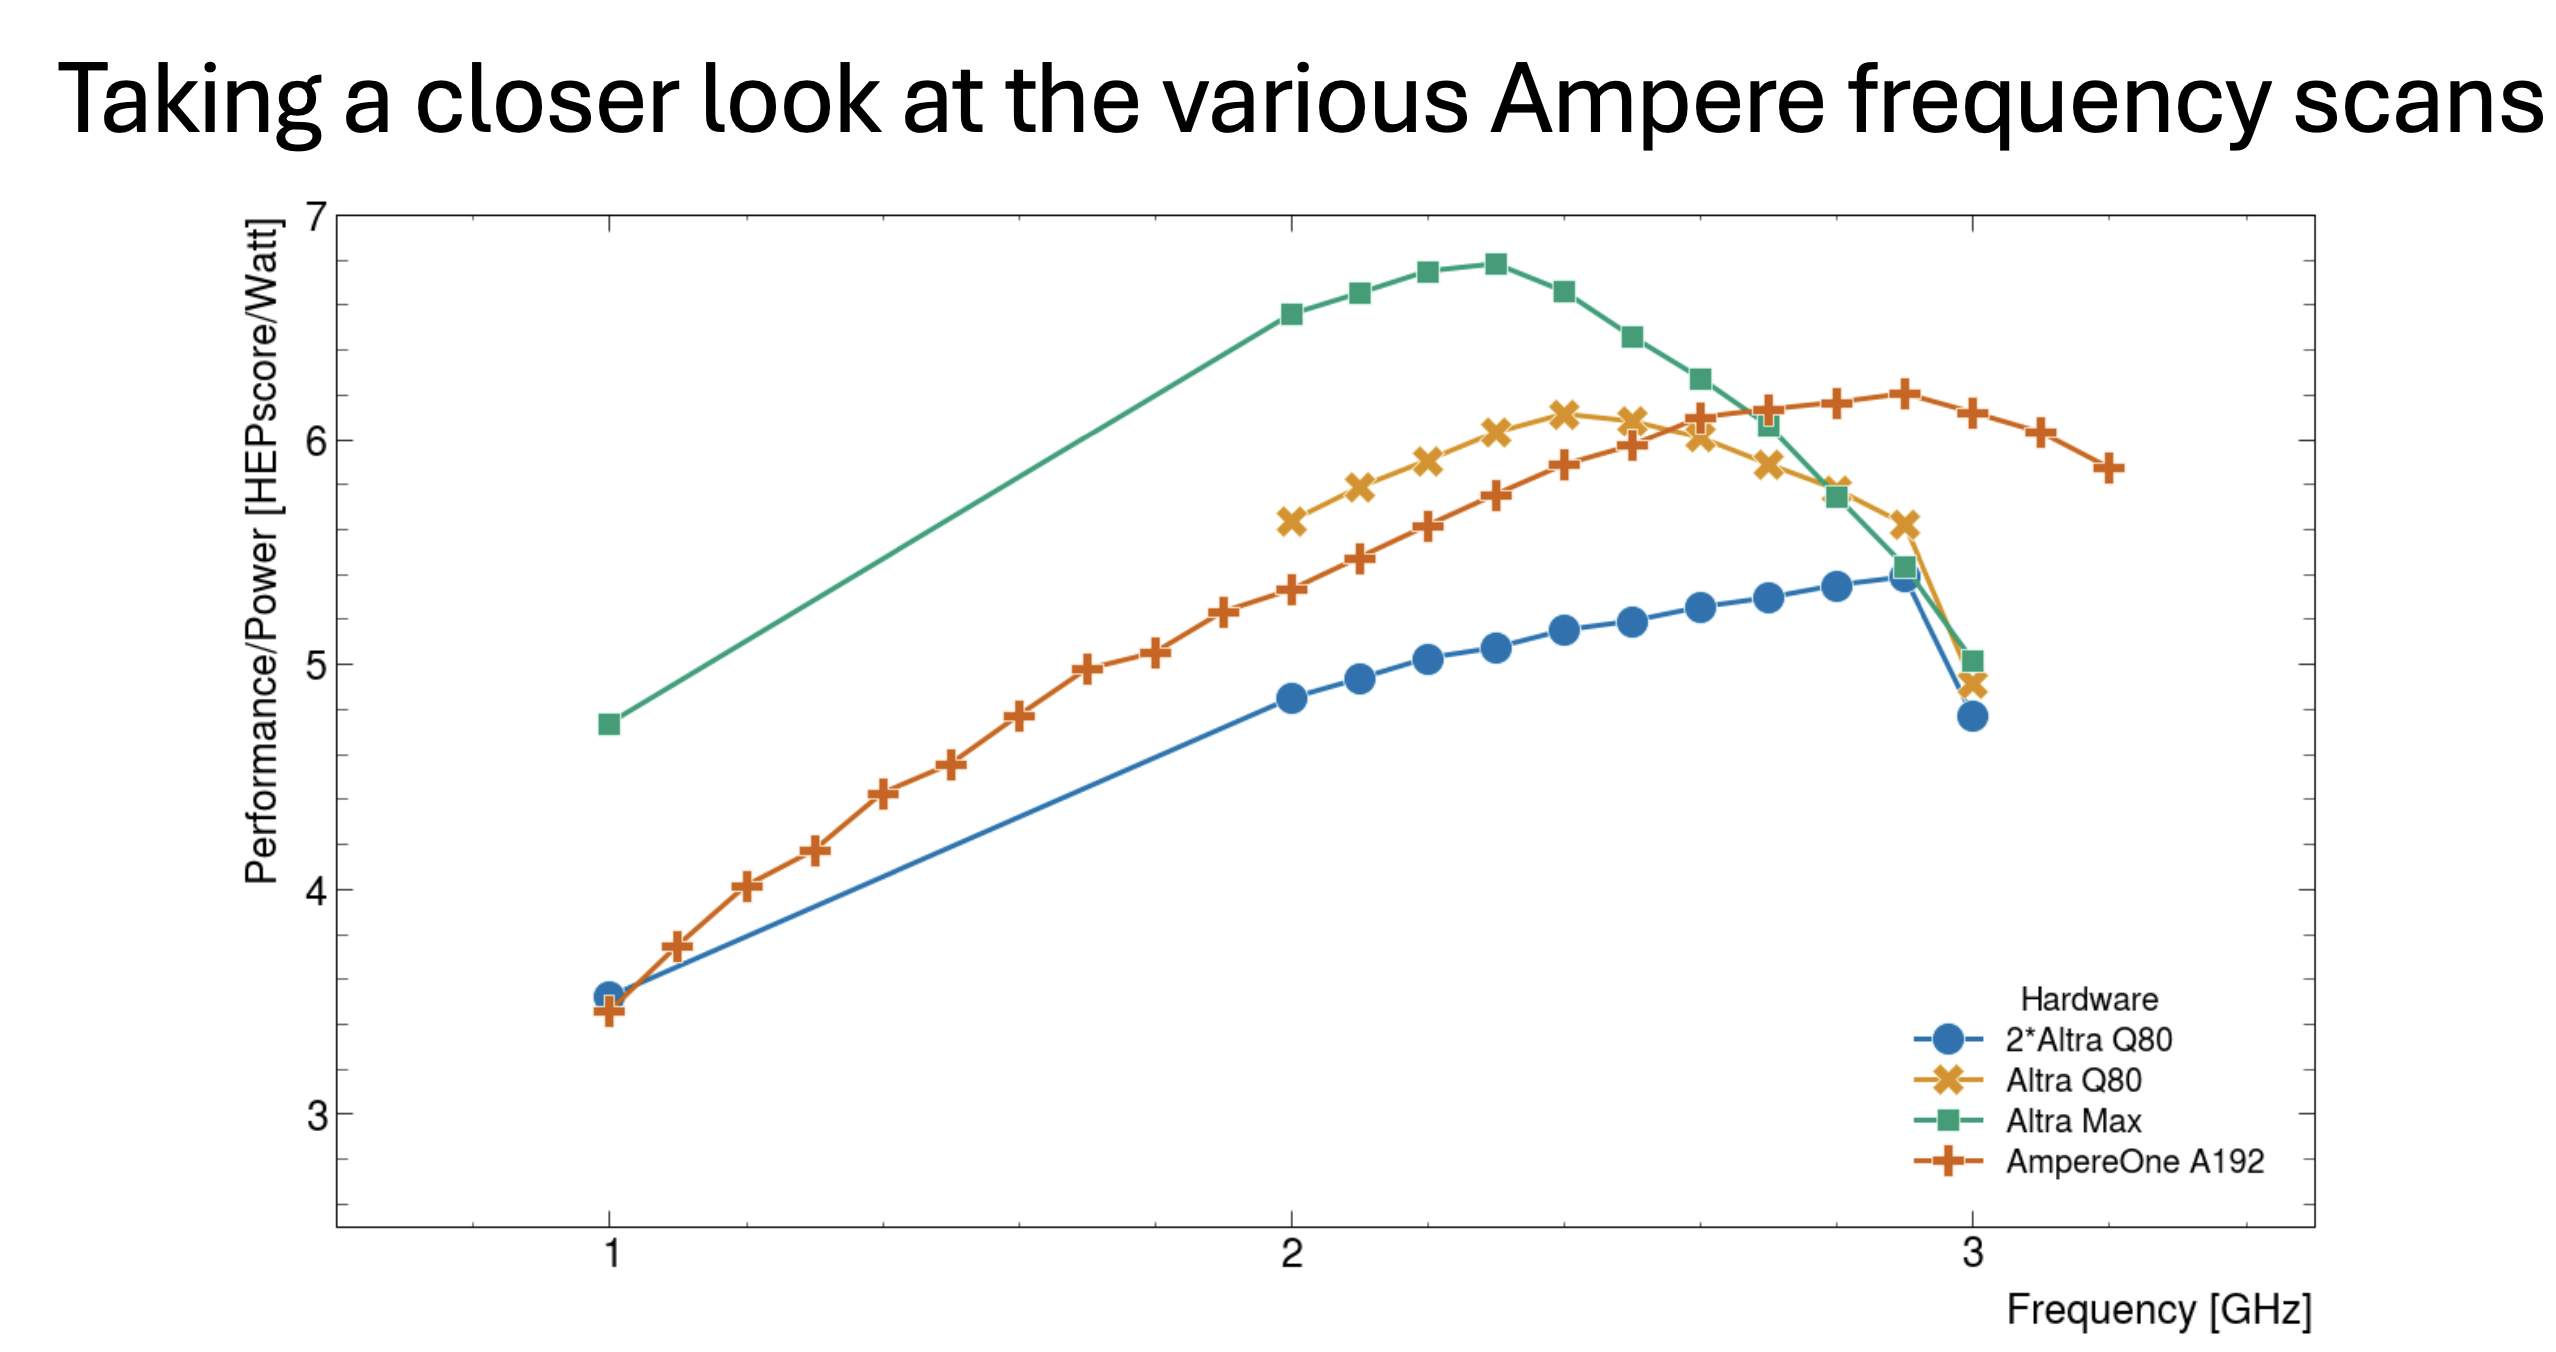 Taking a closer look at the various Ampere frequency scans
Performance/Power [HEPscore/Watt]
7
6
5
4
3
1
2
3
Frequency [GHz]
Hardware
2*Altra Q80
Altra Q80
Altra Max
AmpereOne A192